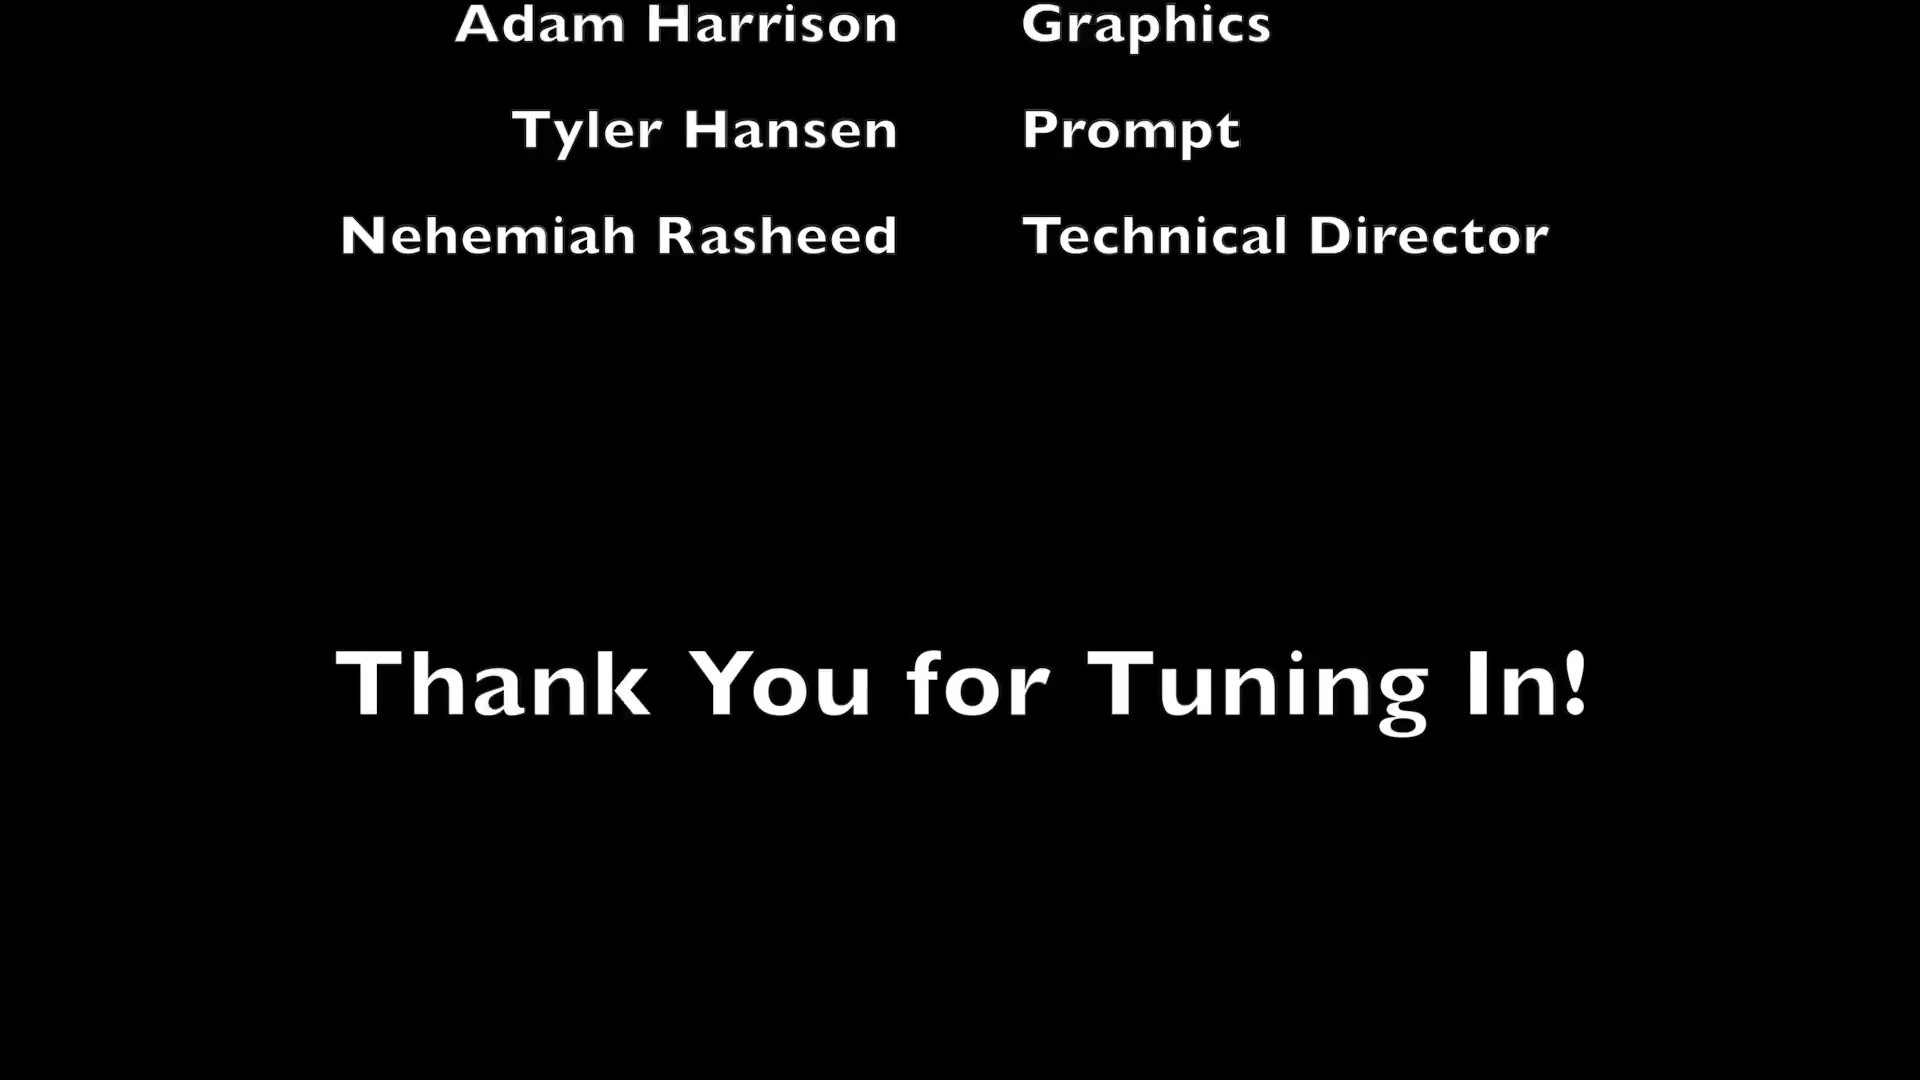 Adam Harrison Graphics
Tyler Hansen Prompt
Nehemiah Rasheed Technical Director
Thank You for Tuning In!